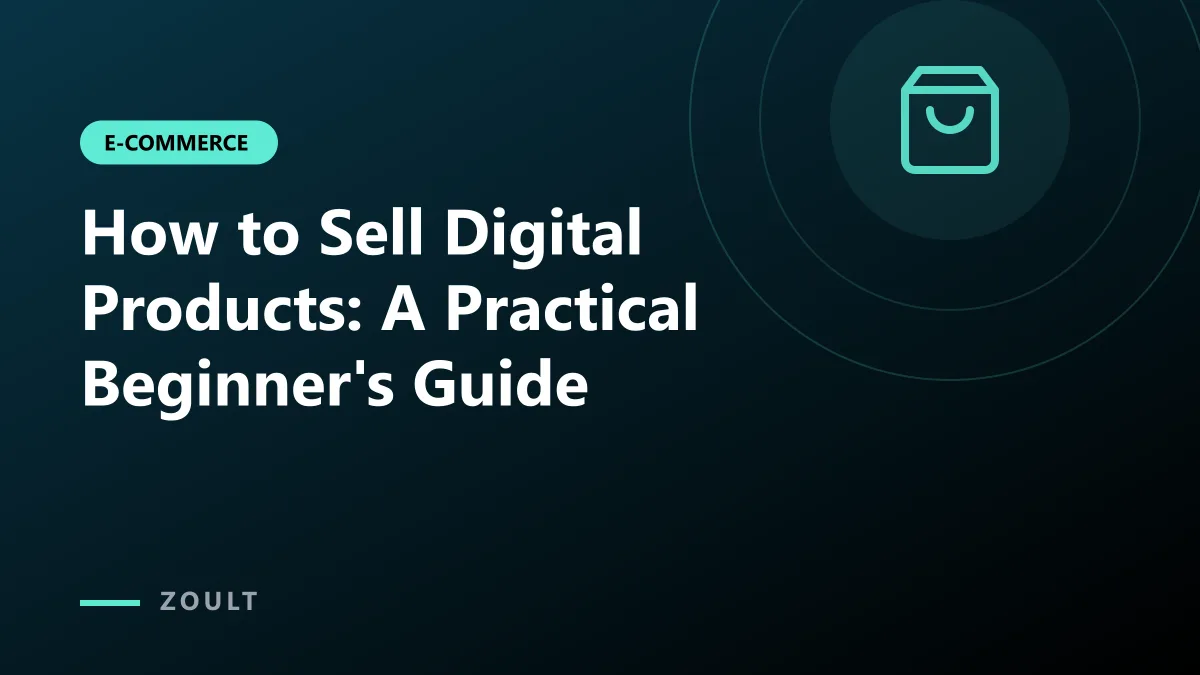 E-COMMERCE
How to Sell Digital
Products: A Practical
Beginner's Guide
ZOULT